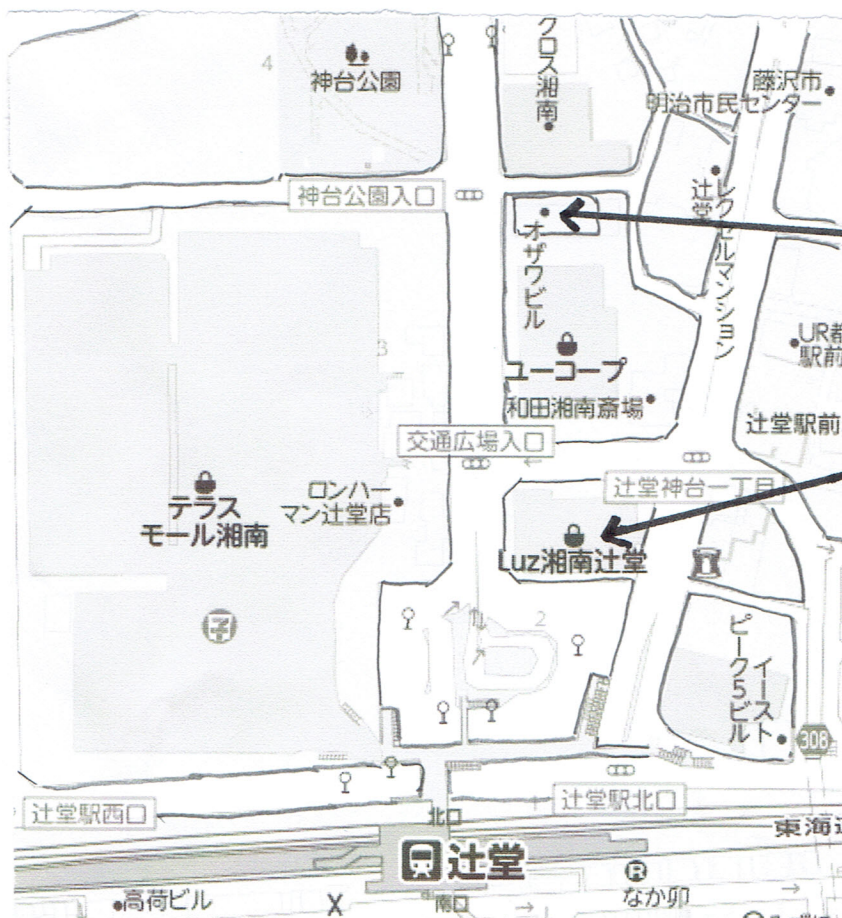 4
神台公園
クロス湘南
藤沢市
明治市民センター
神台公園入口
オザワビル
レクセルマンション
辻堂
3
ユーコープ
UR都
駅前
和田湘南斎場
交通広場入口
辻堂駅前
テラス
モール湘南
ロンハー
マン辻堂店
辻堂神台一丁目
Luz湘南辻堂
2
イースト
ピーク5ビル
308
辻堂駅西口
北口
辻堂駅北口
東海道
辻堂
高荷ビル
X
南口
R
なか卯